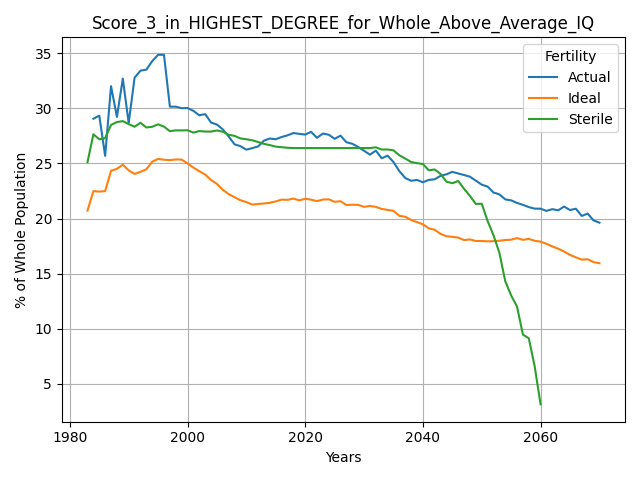 Score_3_in_HIGHEST_DEGREE_for_Whole_Above_Average_IQ
% of Whole Population
35
30
25
20
15
10
5
Fertility
Actual
Ideal
Sterile
1980
2000
2020
2040
2060
Years